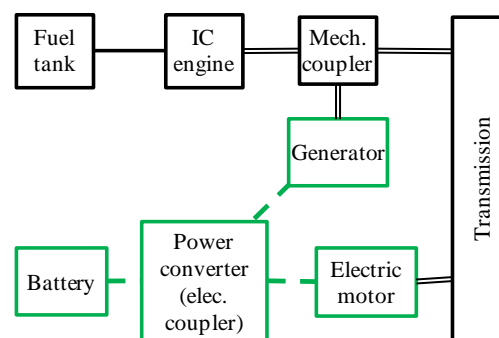 Fuel
tank
IC
engine
Mech.
coupler
Generator
Transmission
Battery
Power
converter
(elec.
coupler)
Electric
motor